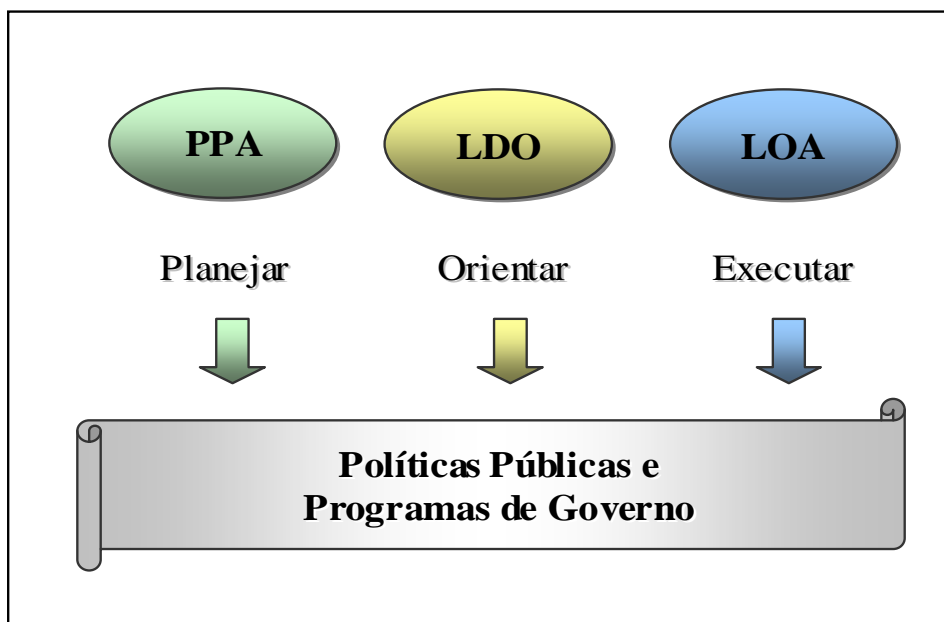 PPA LDO LOA
Planejar Orientar Executar
Políticas Públicas e
Programas de Governo